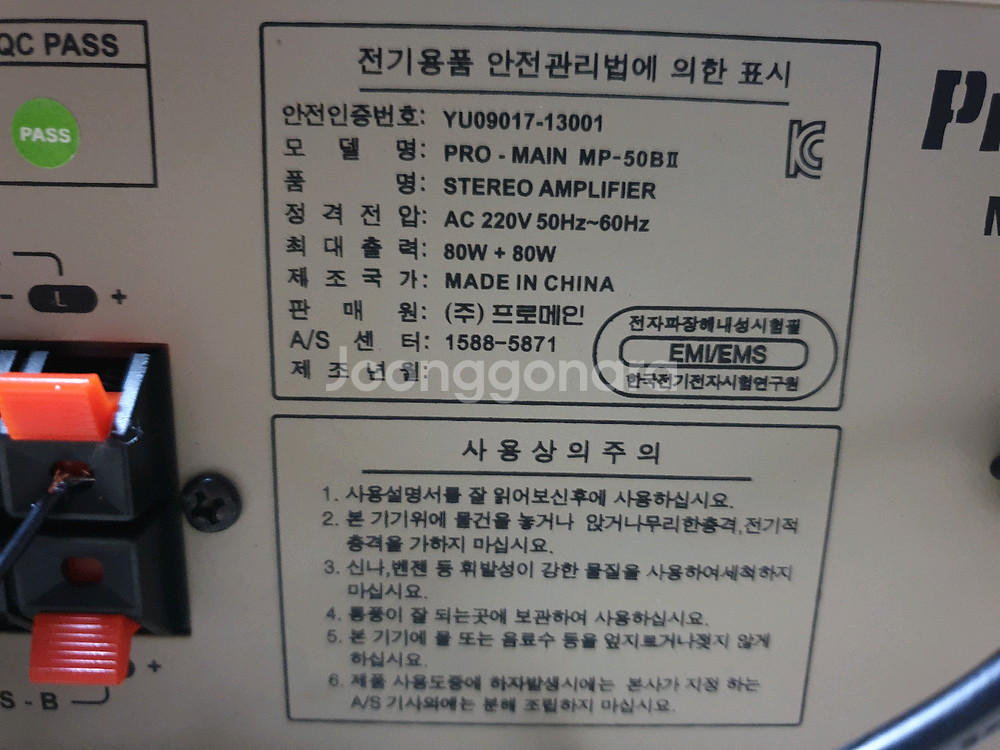 QC PASS
PASS
전기용품 안전관리법에 의한 표시
안전인증번호: YU09017-13001
모 델 명: PRO - MAIN MP-50BⅡ
품 명: STEREO AMPLIFIER
정 격 전 압: AC 220V 50Hz~60Hz
최 대 출 력: 80W + 80W
제 조 국 가: MADE IN CHINA
판 매 원: (주) 프로메인
A/S 센 터: 1588-5871
제 조 년 월:
전자파장해내성시험필
EMI/EMS
한국전기전자시험연구원
Joonggonara
사 용 상 의 주 의
1. 사용설명서를 잘 읽어보신후에 사용하십시요.
2. 본 기기위에 물건을 놓거나 앉거나무리한충격,전기적
충격을 가하지 마십시요.
3. 신나,벤젠 등 휘발성이 강한 물질을 사용하여세척하지
마십시요.
4. 통풍이 잘 되는곳에 보관하여 사용하십시요.
5. 본 기기에 물 또는 음료수 등을 엎지르거나젖지 않게
하십시요.
6. 제품 사용도중에 하자발생시에는 본사가 지정 하는
A/S 기사외에는 분해 조립하지 마십시요.
- L +
+
S - B